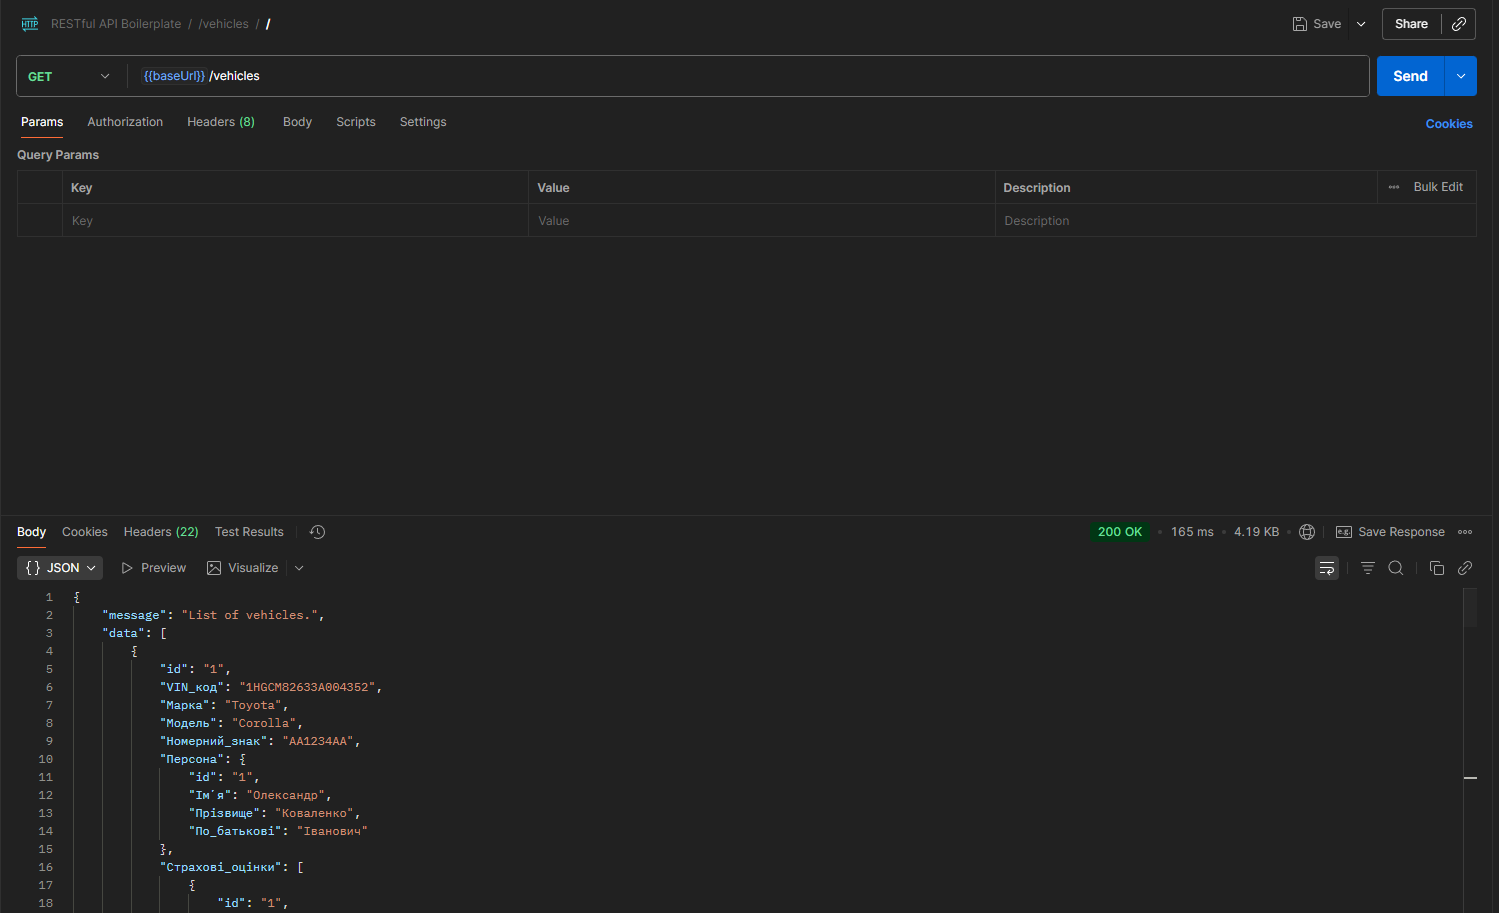 HTTP RESTful API Boilerplate / /vehicles / / Save Share
GET {{baseUrl}} /vehicles Send
Params Authorization Headers (8) Body Scripts Settings Cookies
Query Params
Key Value Description Bulk Edit
Key Value Description
Body Cookies Headers (22) Test Results 200 OK 165 ms 4.19 KB e.g. Save Response
{} JSON Preview Visualize
1 {
2 "message": "List of vehicles.",
3 "data": [
4 {
5 "id": "1",
6 "VIN_код": "1HGCM82633A004352",
7 "Марка": "Toyota",
8 "Модель": "Corolla",
9 "Номерний_знак": "AA1234AA",
10 "Персона": {
11 "id": "1",
12 "Ім´я": "Олександр",
13 "Прізвище": "Коваленко",
14 "По_батькові": "Іванович"
15 },
16 "Страхові_оцінки": [
17 {
18 "id": "1",